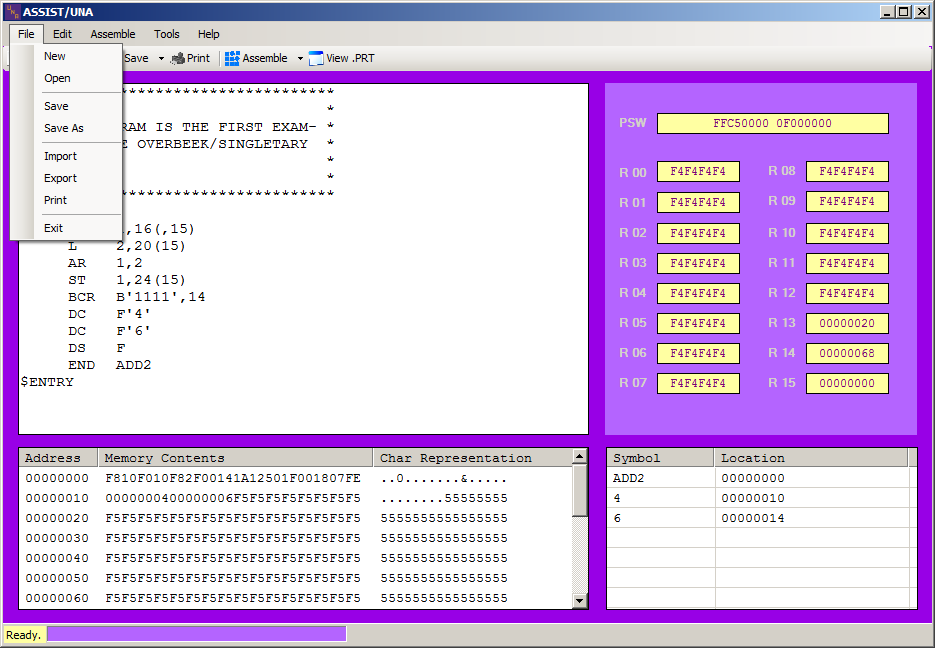 ASSIST/UNA
File Edit Assemble Tools Help
Save Print Assemble View .PRT
New
Open
Save
Save As
Import
Export
Print
Exit
*************************
*
RAM IS THE FIRST EXAM- *
E OVERBEEK/SINGLETARY *
*
*
*************************
,16(,15)
L 2,20(15)
AR 1,2
ST 1,24(15)
BCR B'1111',14
DC F'4'
DC F'6'
DS F
END ADD2
$ENTRY
PSW FFC50000 0F000000
R 00 F4F4F4F4 R 08 F4F4F4F4
R 01 F4F4F4F4 R 09 F4F4F4F4
R 02 F4F4F4F4 R 10 F4F4F4F4
R 03 F4F4F4F4 R 11 F4F4F4F4
R 04 F4F4F4F4 R 12 F4F4F4F4
R 05 F4F4F4F4 R 13 00000020
R 06 F4F4F4F4 R 14 00000068
R 07 F4F4F4F4 R 15 00000000
Address Memory Contents Char Representation
00000000 F810F010F82F00141A12501F001807FE ..0.......&.....
00000010 0000000400000006F5F5F5F5F5F5F5F5 ........55555555
00000020 F5F5F5F5F5F5F5F5F5F5F5F5F5F5F5F5 5555555555555555
00000030 F5F5F5F5F5F5F5F5F5F5F5F5F5F5F5F5 5555555555555555
00000040 F5F5F5F5F5F5F5F5F5F5F5F5F5F5F5F5 5555555555555555
00000050 F5F5F5F5F5F5F5F5F5F5F5F5F5F5F5F5 5555555555555555
00000060 F5F5F5F5F5F5F5F5F5F5F5F5F5F5F5F5 5555555555555555
Symbol Location
ADD2 00000000
4 00000010
6 00000014
Ready.